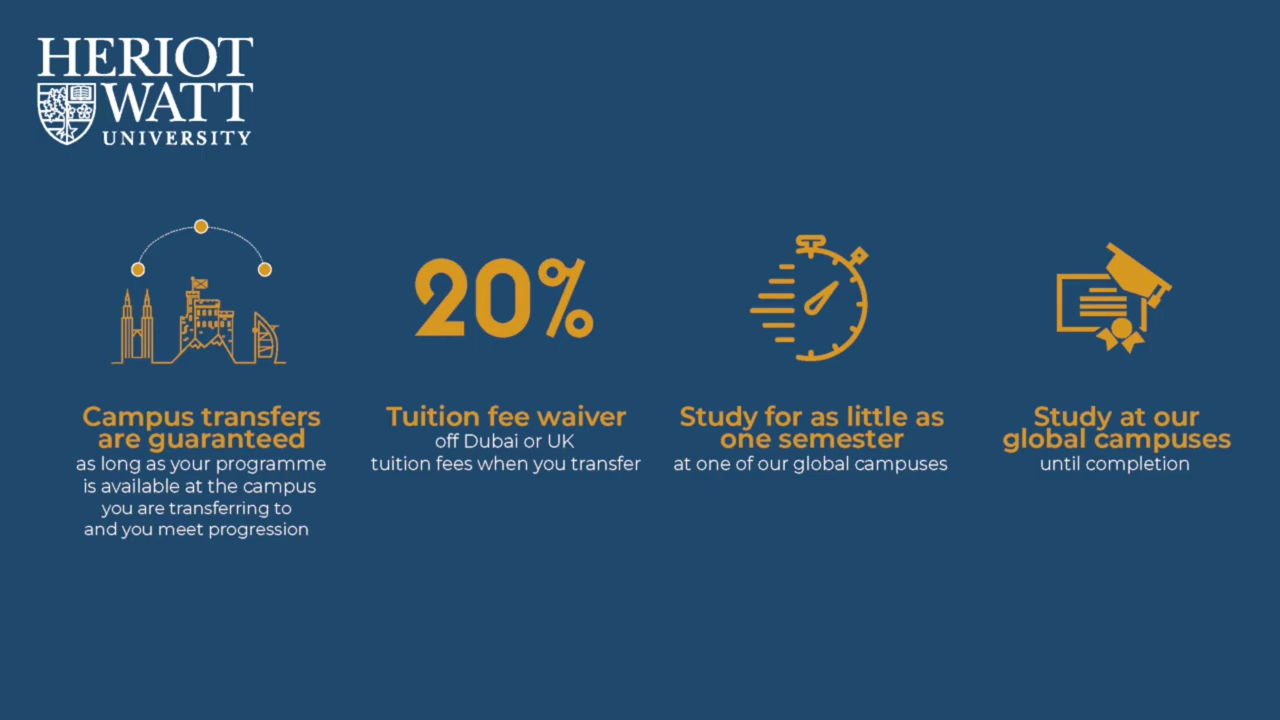 HERIOT
WATT
UNIVERSITY
Campus transfers
are guaranteed
as long as your programme
is available at the campus
you are transferring to
and you meet progression
20%
Tuition fee waiver
off Dubai or UK
tuition fees when you transfer
Study for as little as
one semester
at one of our global campuses
Study at our
global campuses
until completion